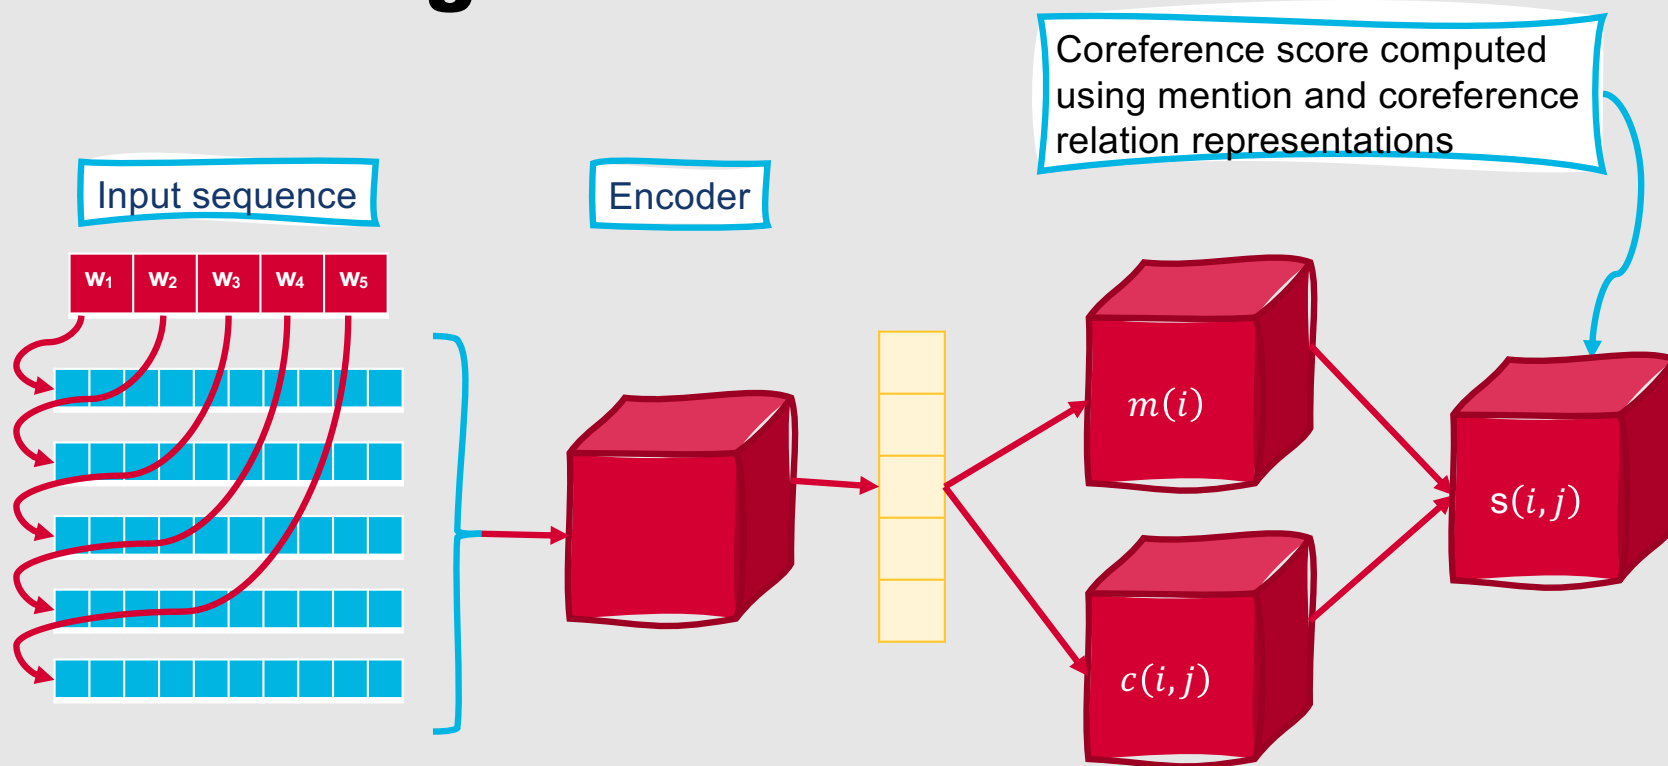 Coreference score computed
using mention and coreference
relation representations
Input sequence
Encoder
w₁ w₂ w₃ w₄ w₅
m(i)
s(i,j)
c(i,j)